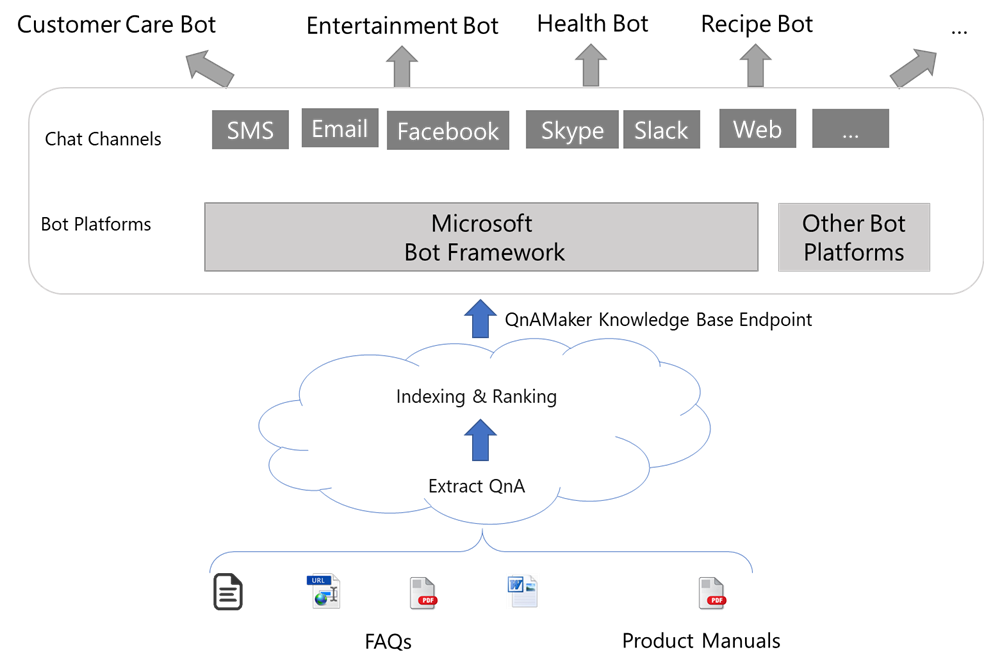 Customer Care Bot
Entertainment Bot
Health Bot
Recipe Bot
...
Chat Channels
SMS
Email
Facebook
Skype
Slack
Web
...
Bot Platforms
Microsoft
Bot Framework
Other Bot
Platforms
QnAMaker Knowledge Base Endpoint
Indexing & Ranking
Extract QnA
URL
PDF
W
PDF
FAQs
Product Manuals